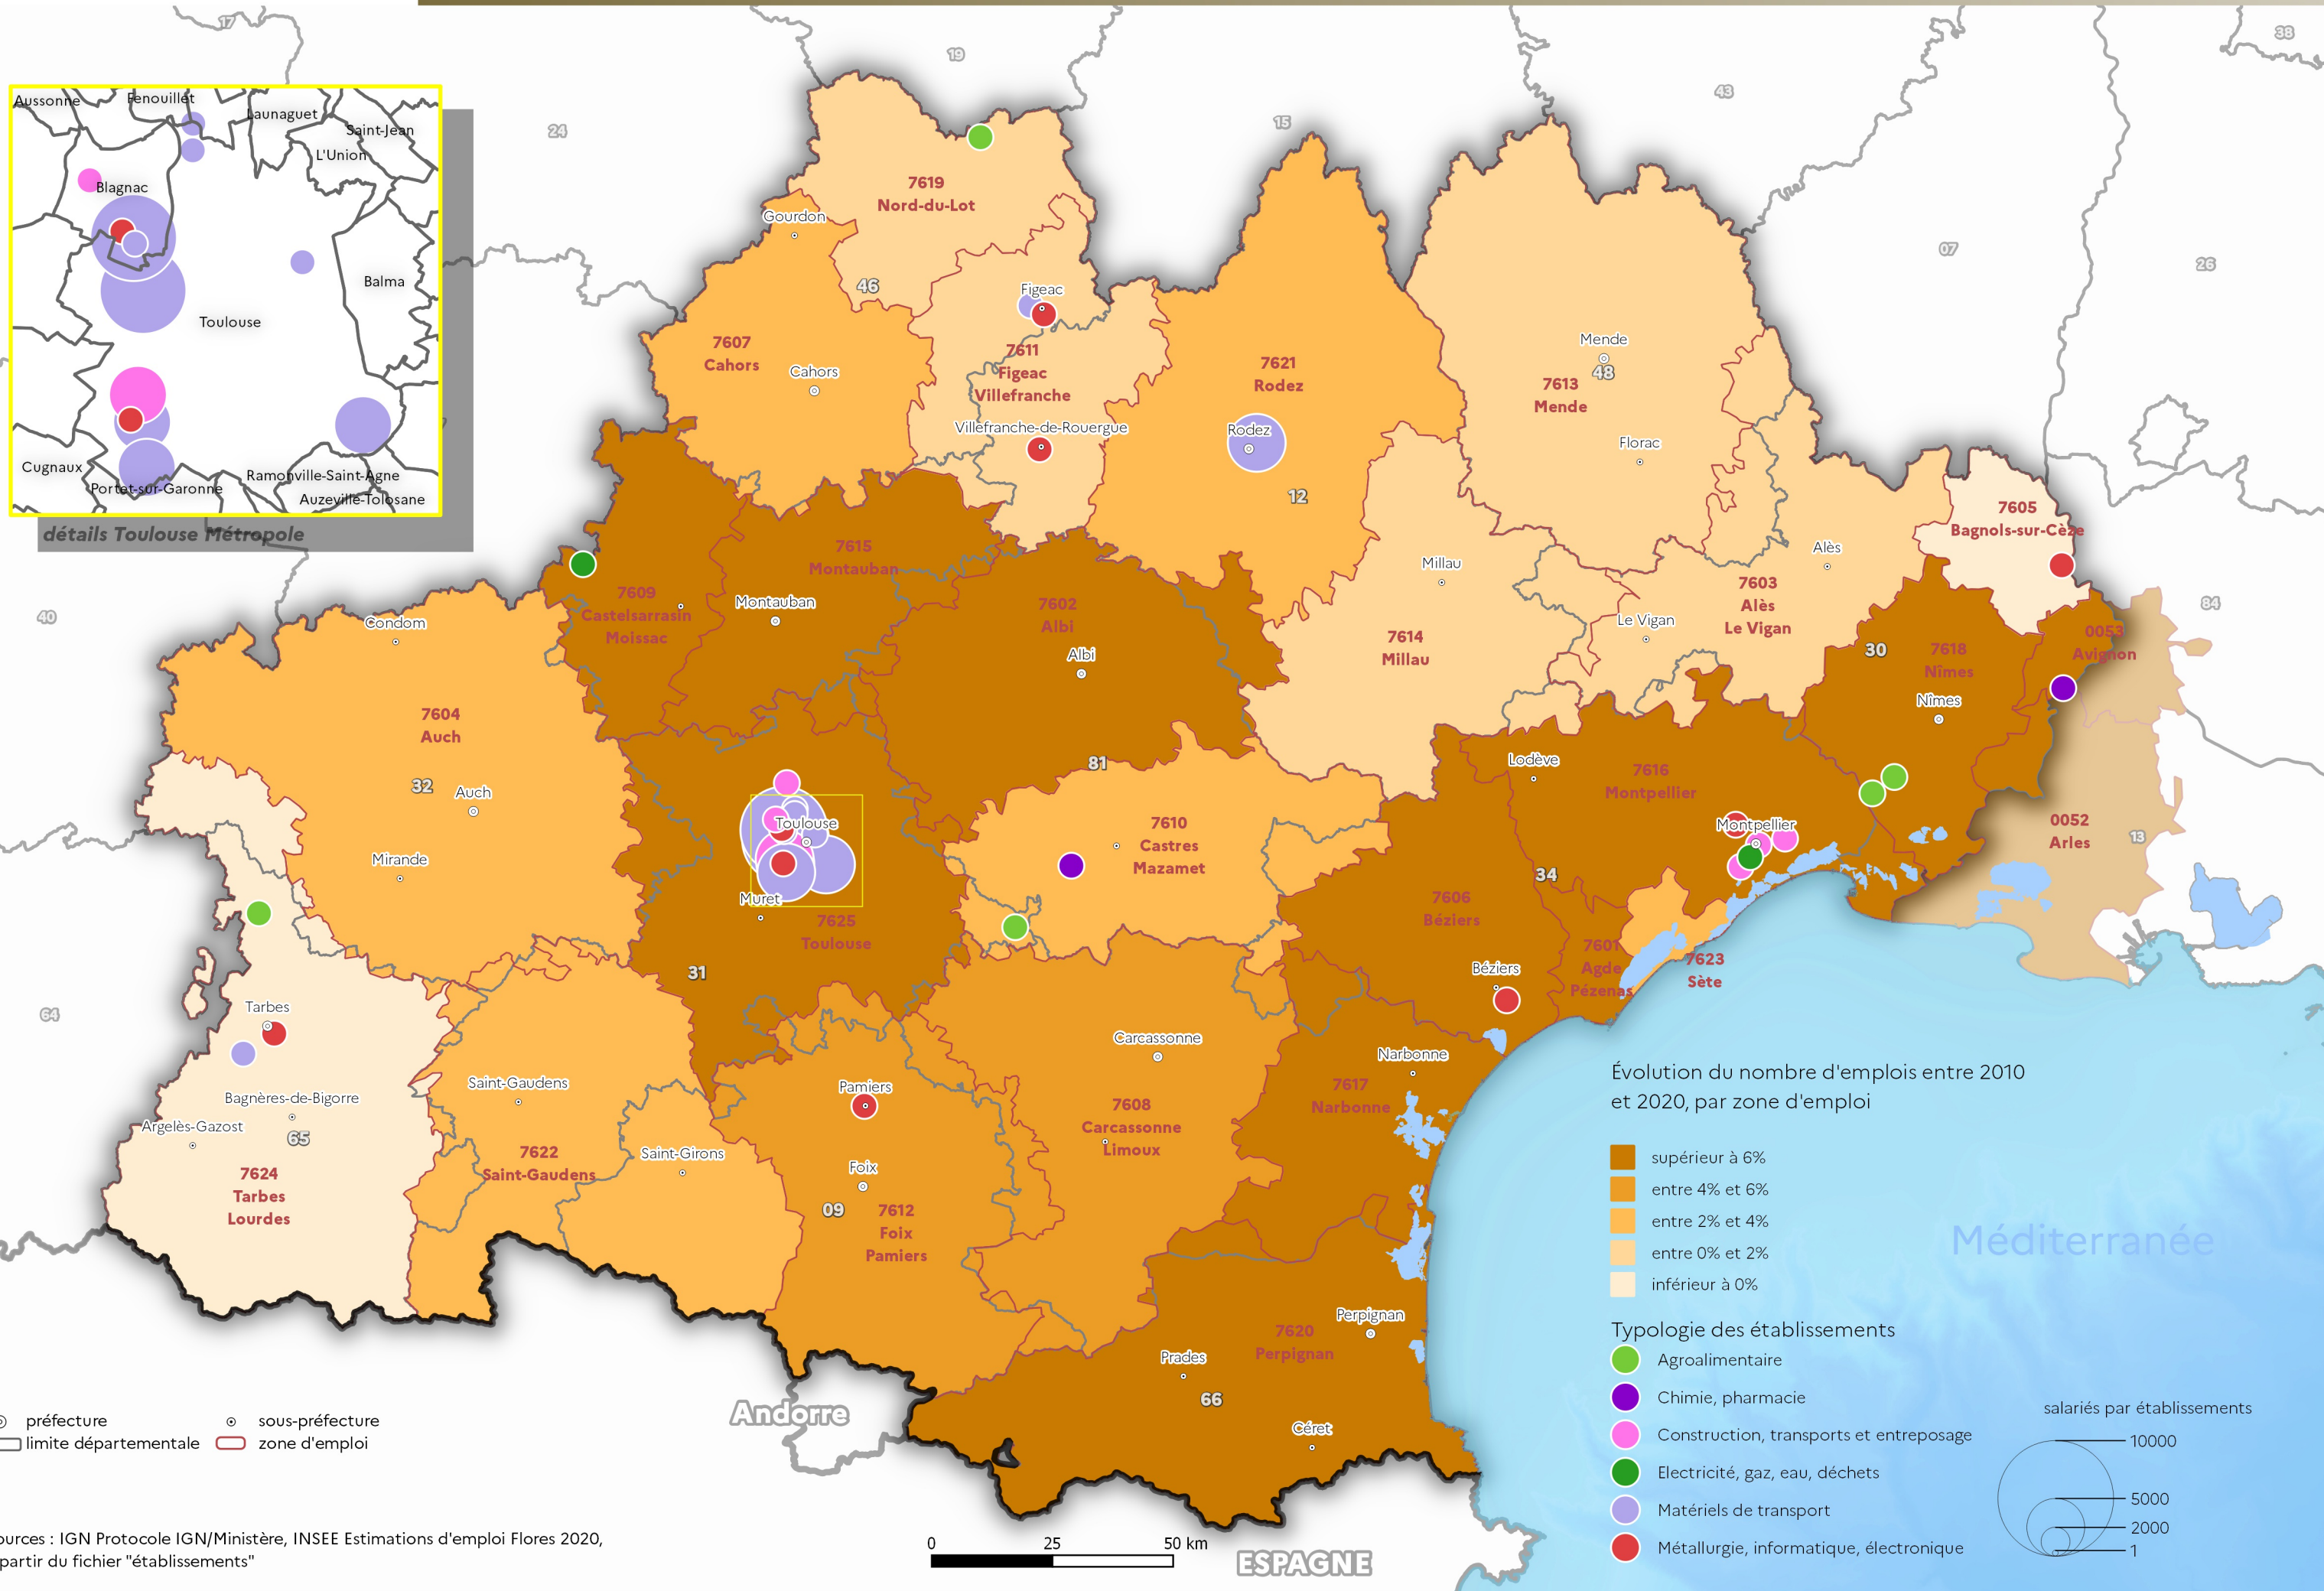 17
19
38
43
15
24
07
26
40
84
64
13
Aussonne
Fenouillet
Launaguet
Saint-Jean
L'Union
Blagnac
Balma
Toulouse
Cugnaux
Portet-sur-Garonne
Ramonville-Saint-Agne
Auzeville-Tolosane
détails Toulouse Métropole
7619
Nord-du-Lot
Gourdon
46
Figeac
7607
Cahors
Cahors
7611
Figeac
Villefranche
Villefranche-de-Rouergue
7621
Rodez
Rodez
12
Mende
48
7613
Mende
Florac
7605
Bagnols-sur-Cèze
7615
Montauban
Montauban
7609
Castelsarrasin
Moissac
7602
Albi
Albi
81
Millau
7614
Millau
Alès
7603
Alès
Le Vigan
Le Vigan
30
7618
Nîmes
Nîmes
0053
Avignon
0052
Arles
Condom
7604
Auch
32
Auch
Mirande
Toulouse
Muret
7625
Toulouse
31
7610
Castres
Mazamet
Lodève
7616
Montpellier
Montpellier
34
7606
Béziers
Béziers
7601
Agde
Pézenas
7623
Sète
Tarbes
Bagnères-de-Bigorre
Argelès-Gazost
65
7624
Tarbes
Lourdes
Saint-Gaudens
7622
Saint-Gaudens
Saint-Girons
Pamiers
Foix
09
7612
Foix
Pamiers
Carcassonne
7608
Carcassonne
Limoux
Narbonne
7617
Narbonne
Perpignan
7620
Perpignan
Prades
66
Céret
Andorre
ESPAGNE
Méditerranée
Évolution du nombre d'emplois entre 2010
et 2020, par zone d'emploi
supérieur à 6%
entre 4% et 6%
entre 2% et 4%
entre 0% et 2%
inférieur à 0%
Typologie des établissements
Agroalimentaire
Chimie, pharmacie
Construction, transports et entreposage
Electricité, gaz, eau, déchets
Matériels de transport
Métallurgie, informatique, électronique
salariés par établissements
10000
5000
2000
1
préfecture
sous-préfecture
limite départementale
zone d'emploi
ources : IGN Protocole IGN/Ministère, INSEE Estimations d'emploi Flores 2020,
partir du fichier "établissements"
0 25 50 km